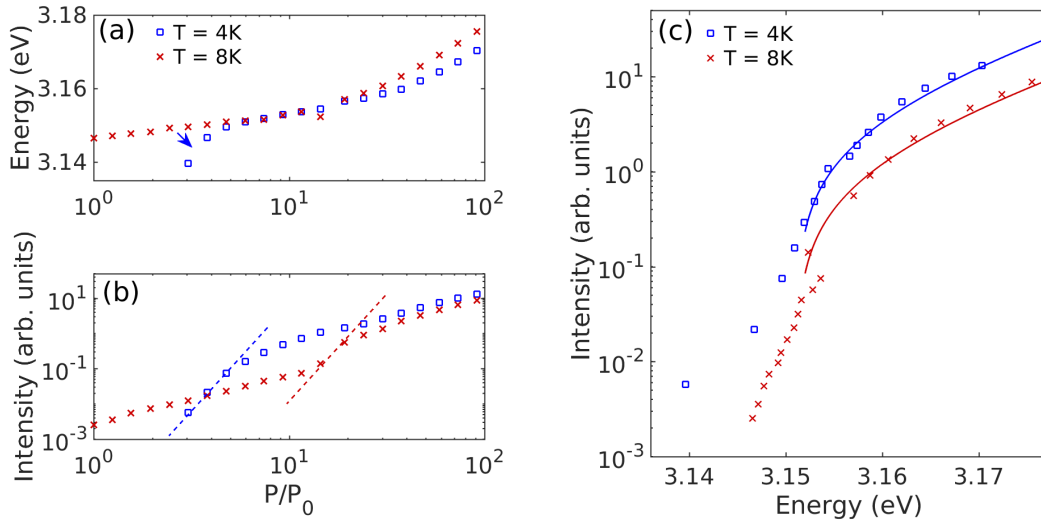 (a)
T = 4K
T = 8K
Energy (eV)
3.18
3.16
3.14
10^0
10^1
10^2
(b)
Intensity (arb. units)
10^1
10^-1
10^-3
10^0
10^1
10^2
P/P_0
(c)
T = 4K
T = 8K
Intensity (arb. units)
10^1
10^0
10^-1
10^-2
10^-3
3.14
3.15
3.16
3.17
Energy (eV)